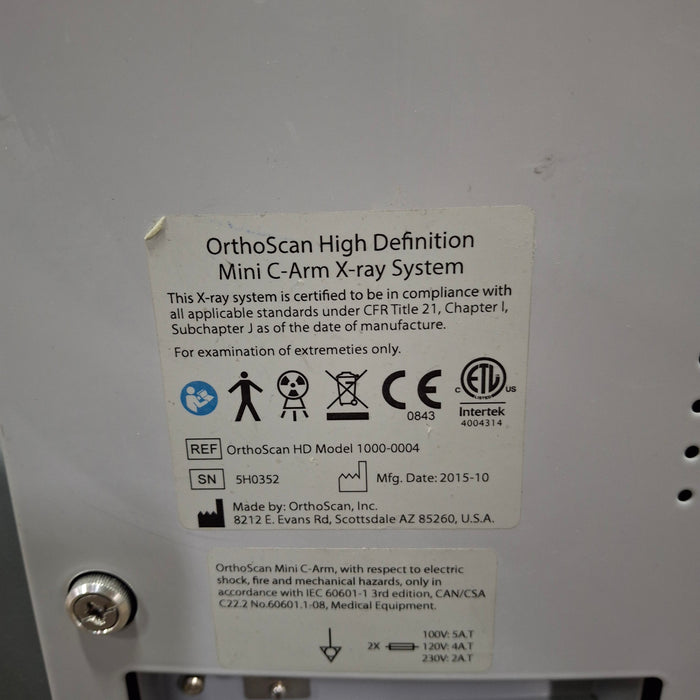 OrthoScan High Definition
Mini C-Arm X-ray System
This X-ray system is certified to be in compliance with
all applicable standards under CFR Title 21, Chapter I,
Subchapter J as of the date of manufacture.
For examination of extremeties only.
CE
0843
c ETL us
LISTED
Intertek
4004314
REF OrthoScan HD Model 1000-0004
SN 5H0352 Mfg. Date: 2015-10
Made by: OrthoScan, Inc.
8212 E. Evans Rd, Scottsdale AZ 85260, U.S.A.
OrthoScan Mini C-Arm, with respect to electric
shock, fire and mechanical hazards, only in
accordance with IEC 60601-1 3rd edition, CAN/CSA
C22.2 No.60601.1-08, Medical Equipment.
100V: 5A.T
2X 120V: 4A.T
230V: 2A.T